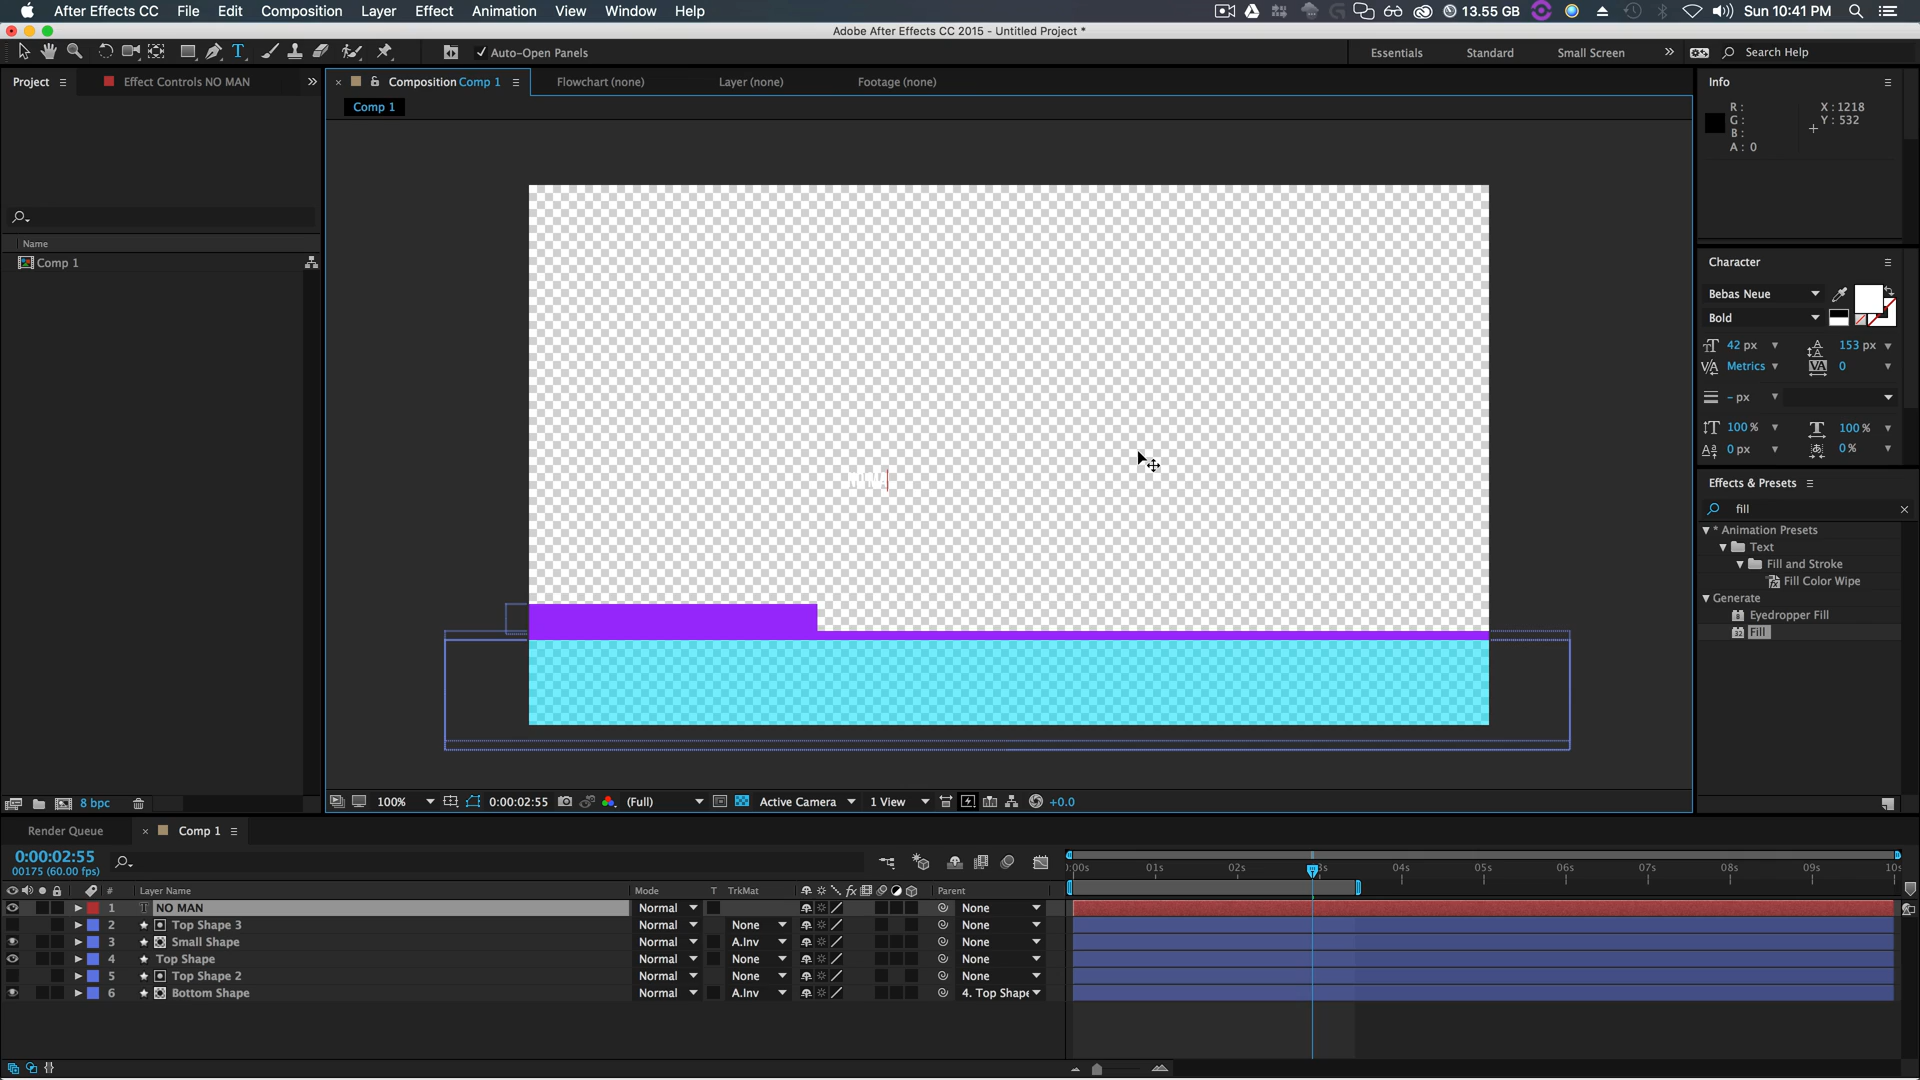 After Effects CC File Edit Composition Layer Effect Animation View Window Help 13.55 GB Sun 10:41 PM
Adobe After Effects CC 2015 - Untitled Project *
Auto-Open Panels Essentials Standard Small Screen Search Help
Project Effect Controls NO MAN Composition Comp 1 Flowchart (none) Layer (none) Footage (none) Info
Comp 1
R : X : 1218
G : Y : 532
B :
A : 0
Name
Comp 1
Character
Bebas Neue
Bold
42 px 153 px
Metrics 0
- px
100 % 100 %
0 px 0 %
Effects & Presets
fill
* Animation Presets
Text
Fill and Stroke
Fill Color Wipe
Generate
Eyedropper Fill
Fill
8 bpc 100% 0:00:02:55 (Full) Active Camera 1 View +0.0
Render Queue Comp 1
0:00:02:55
00175 (60.00 fps)
:00s 01s 02s 3s 04s 05s 06s 07s 08s 09s 10s
# Layer Name Mode T TrkMat Parent
1 T NO MAN Normal None
2 Top Shape 3 Normal None None
3 Small Shape Normal A.Inv None
4 Top Shape Normal None None
5 Top Shape 2 Normal None None
6 Bottom Shape Normal A.Inv 4. Top Shape